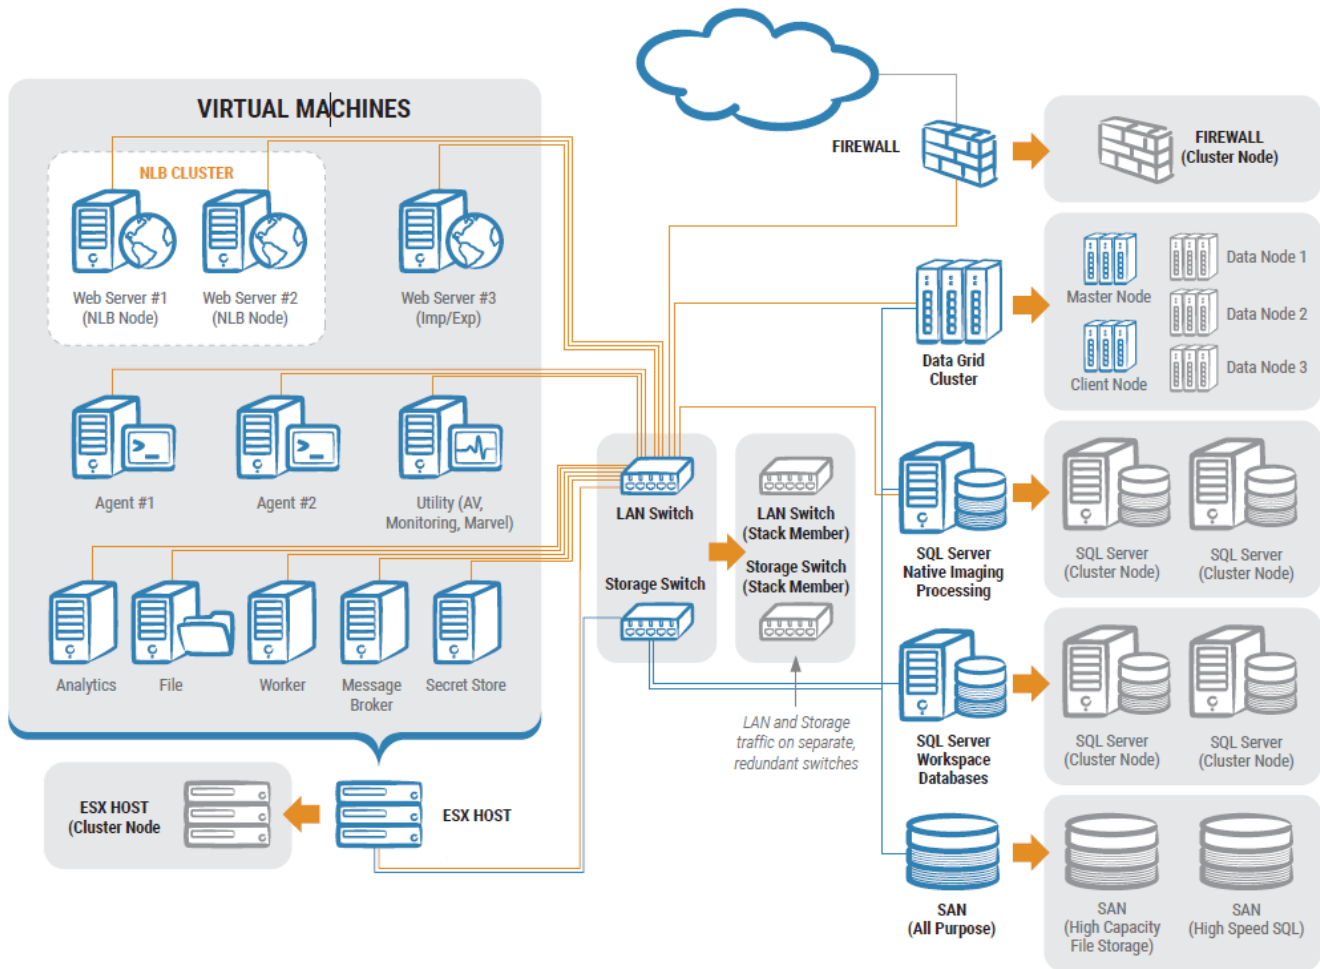 VIRTUAL MACHINES
NLB CLUSTER
Web Server #1
(NLB Node)
Web Server #2
(NLB Node)
Web Server #3
(Imp/Exp)
Agent #1
Agent #2
Utility (AV,
Monitoring, Marvel)
Analytics
File
Worker
Message
Broker
Secret Store
ESX HOST
(Cluster Node
ESX HOST
LAN Switch
Storage Switch
LAN Switch
(Stack Member)
Storage Switch
(Stack Member)
LAN and Storage
traffic on separate,
redundant switches
FIREWALL
FIREWALL
(Cluster Node)
Data Grid
Cluster
Master Node
Client Node
Data Node 1
Data Node 2
Data Node 3
SQL Server
Native Imaging
Processing
SQL Server
(Cluster Node)
SQL Server
(Cluster Node)
SQL Server
Workspace
Databases
SQL Server
(Cluster Node)
SQL Server
(Cluster Node)
SAN
(All Purpose)
SAN
(High Capacity
File Storage)
SAN
(High Speed SQL)